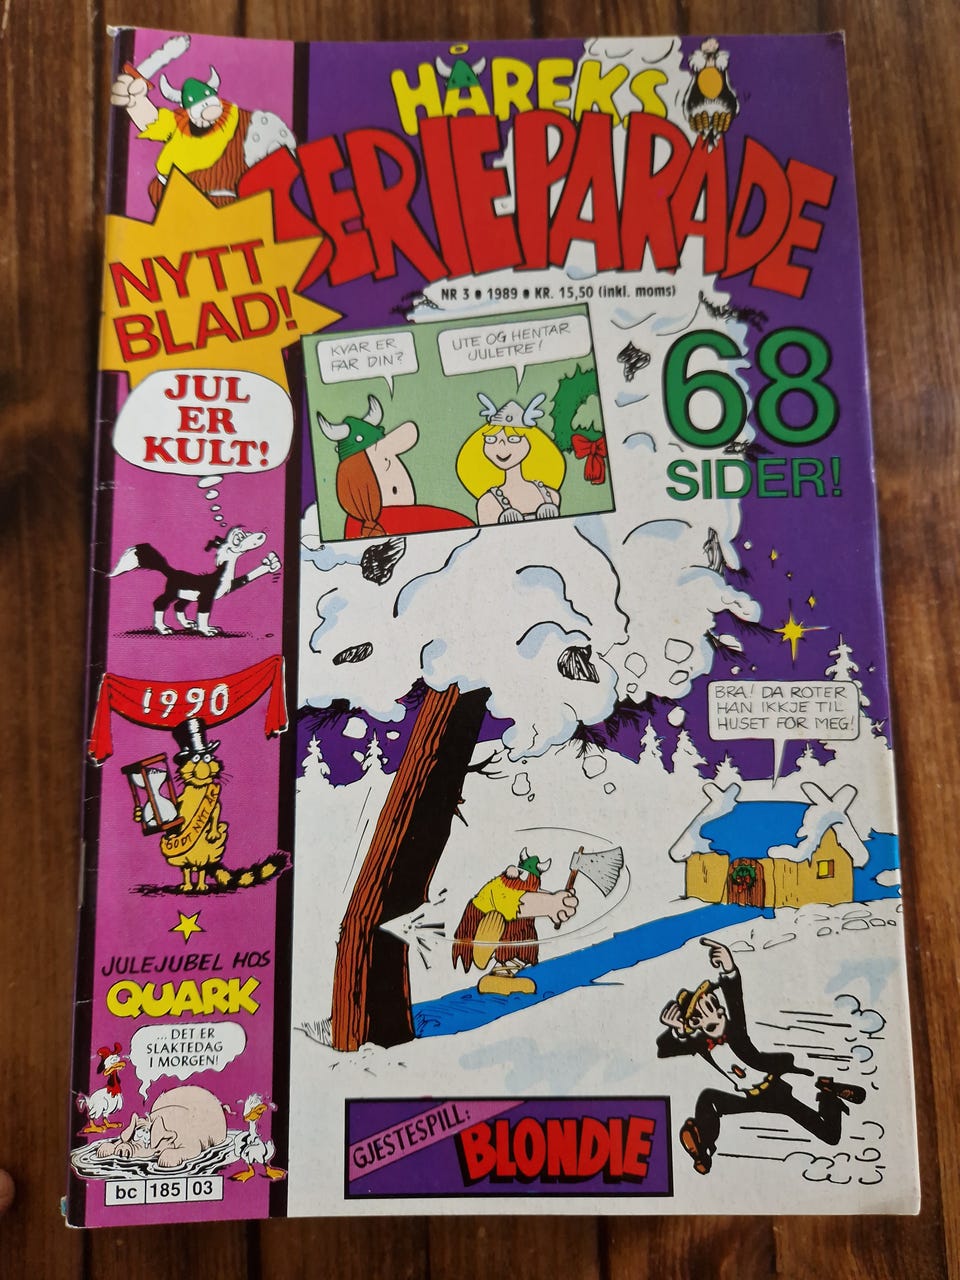 HÅREKS
SERIEPARADE
NYTT
BLAD!
NR 3 • 1989 • KR. 15,50 (inkl. moms)
KVAR ER
FAR DIN?
UTE OG HENTAR
JULETRE!
68
SIDER!
JUL
ER
KULT!
BRA! DA ROTER
HAN IKKJE TIL
HUSET FOR MEG!
1990
GODT NYTT ÅR
JULEJUBEL HOS
QUARK
...DET ER
SLAKTEDAG
I MORGEN!
GJESTESPILL:
BLONDIE
bc 185 03